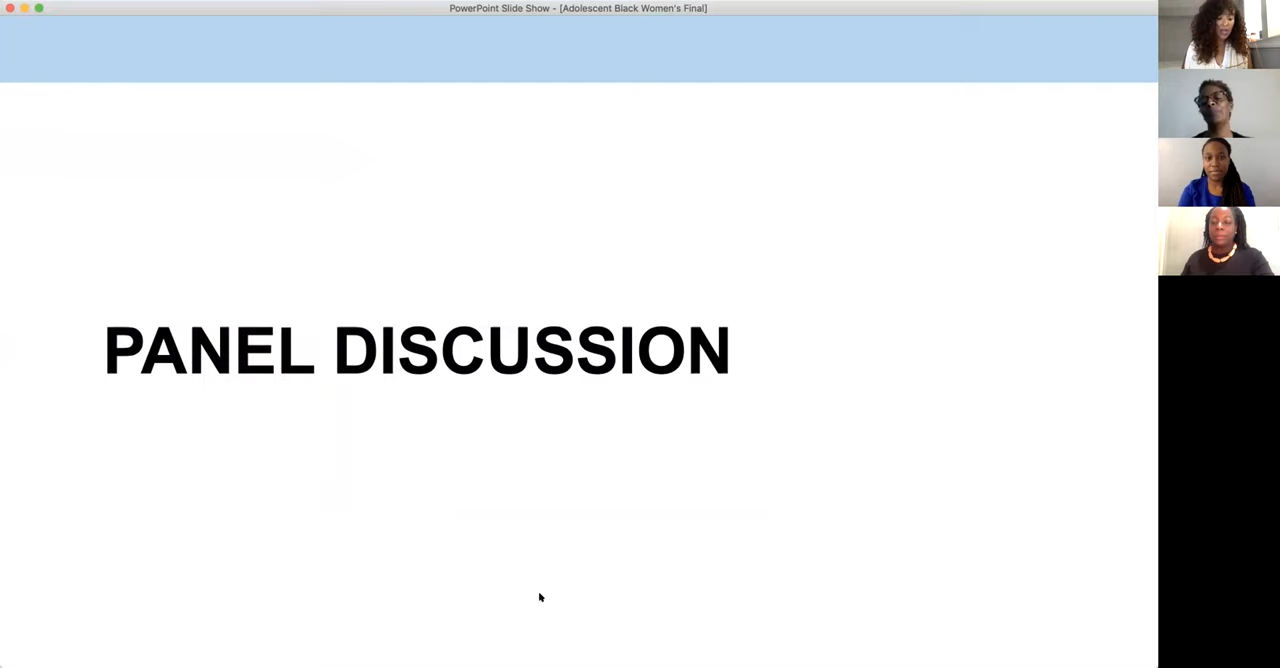 PowerPoint Slide Show - [Adolescent Black Women's Final]
PANEL DISCUSSION